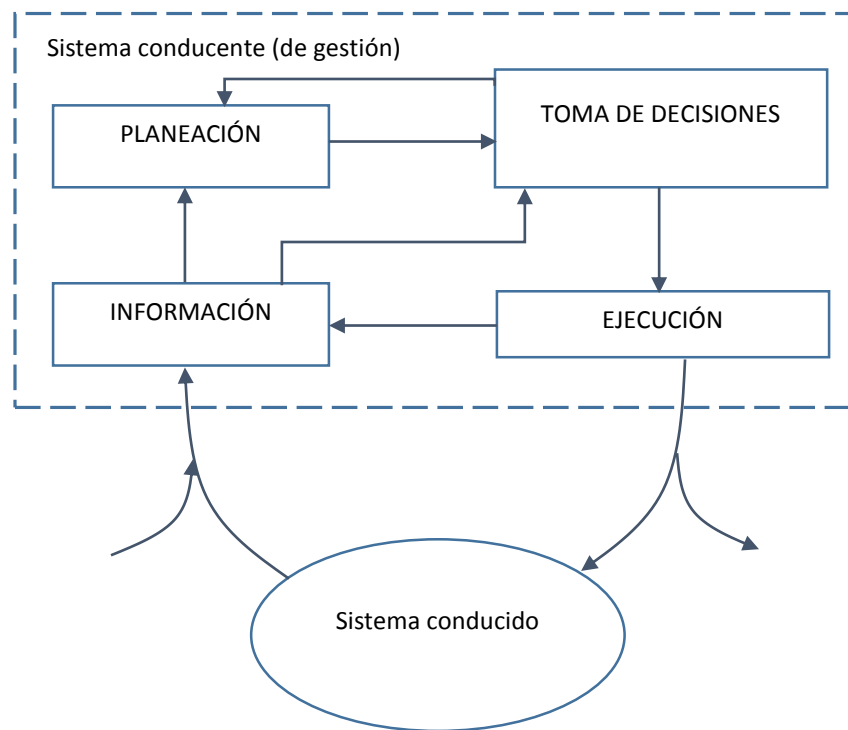 Sistema conducente (de gestión)
PLANEACIÓN
TOMA DE DECISIONES
INFORMACIÓN
EJECUCIÓN
Sistema conducido